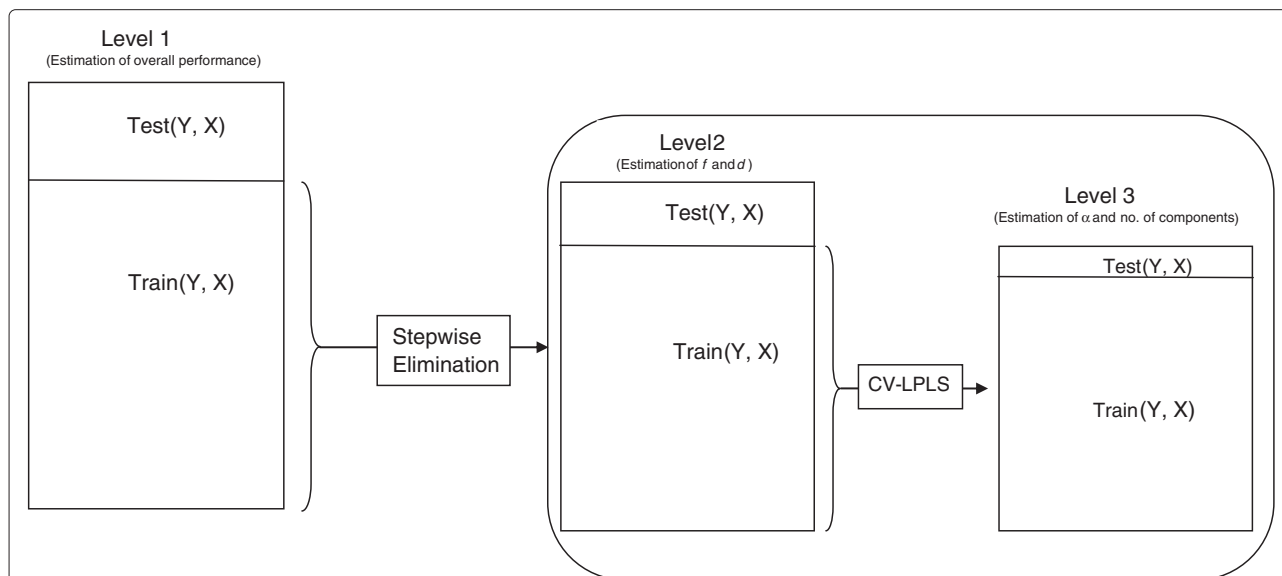 Level 1
(Estimation of overall performance)
Test(Y, X)
Train(Y, X)
Stepwise
Elimination
Level2
(Estimation of f and d)
Test(Y, X)
Train(Y, X)
CV-LPLS
Level 3
(Estimation of α and no. of components)
Test(Y, X)
Train(Y, X)